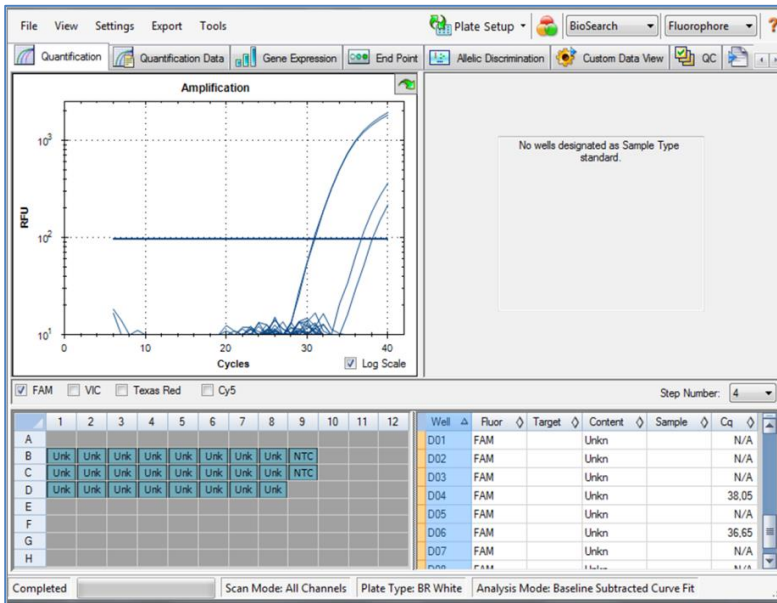 File View Settings Export Tools Plate Setup BioSearch Fluorophore ?
Quantification Quantification Data Gene Expression End Point Allelic Discrimination Custom Data View QC
Amplification
10³
10²
10¹
RFU
0 10 20 30 40
Cycles
Log Scale
No wells designated as Sample Type
standard.
FAM VIC Texas Red Cy5 Step Number: 4
1 2 3 4 5 6 7 8 9 10 11 12
A
B Unk Unk Unk Unk Unk Unk Unk Unk NTC
C Unk Unk Unk Unk Unk Unk Unk Unk NTC
D Unk Unk Unk Unk Unk Unk Unk Unk
E
F
G
H
Well Fluor Target Content Sample Cq
D01 FAM Unkn N/A
D02 FAM Unkn N/A
D03 FAM Unkn N/A
D04 FAM Unkn 38,05
D05 FAM Unkn N/A
D06 FAM Unkn 36,65
D07 FAM Unkn N/A
D08 FAM Unkn N/A
Completed Scan Mode: All Channels Plate Type: BR White Analysis Mode: Baseline Subtracted Curve Fit